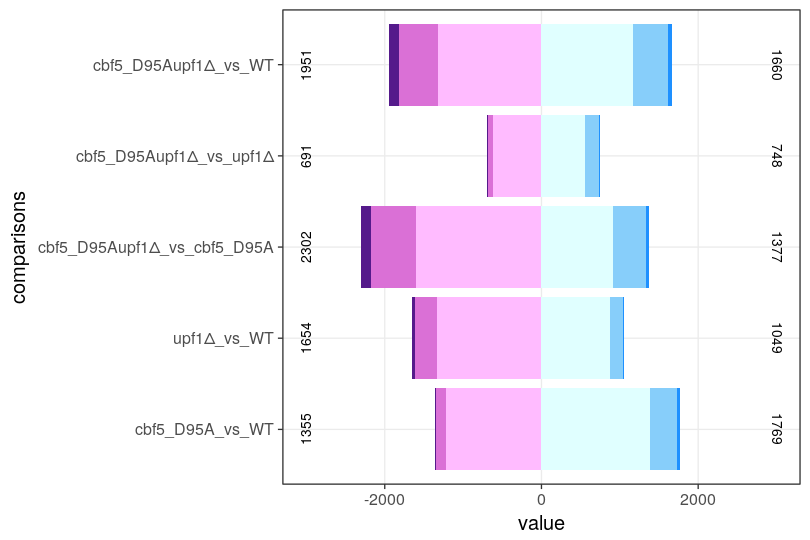 comparisons
cbf5_D95Aupf1Δ_vs_WT
1951
1660
cbf5_D95Aupf1Δ_vs_upf1Δ
691
748
cbf5_D95Aupf1Δ_vs_cbf5_D95A
2302
1377
upf1Δ_vs_WT
1654
1049
cbf5_D95A_vs_WT
1355
1769
-2000
0
2000
value